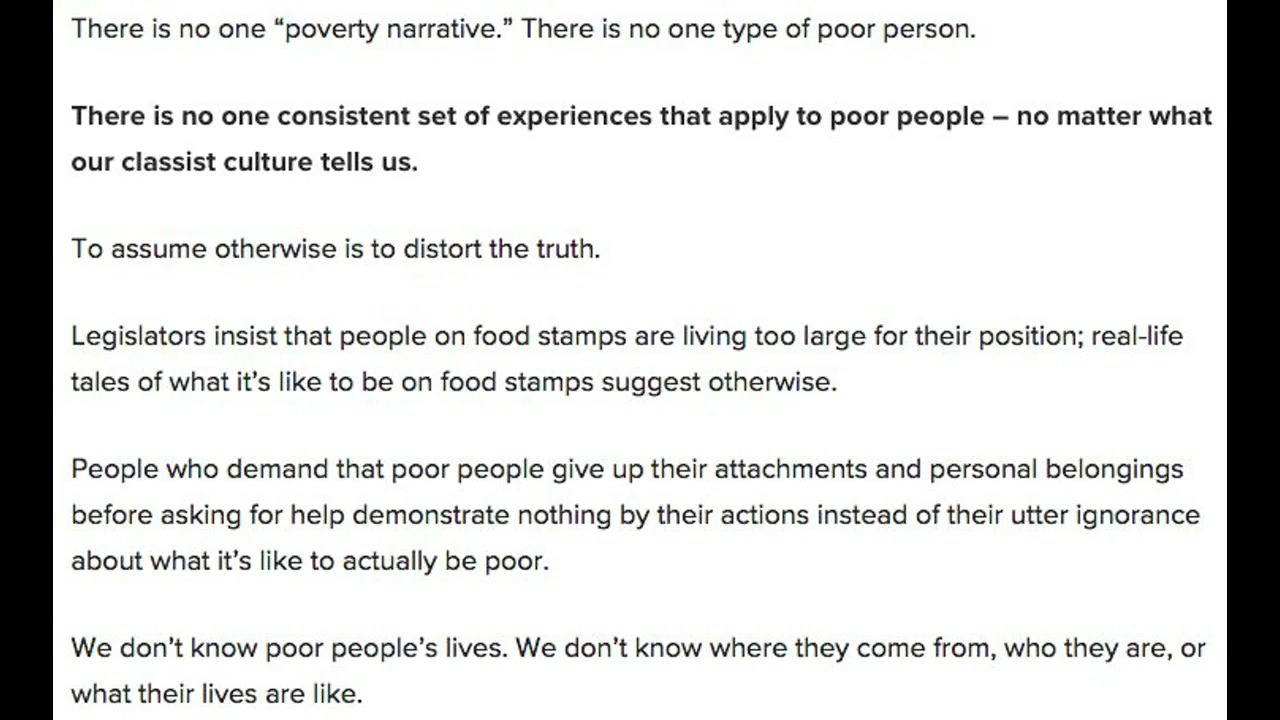 There is no one “poverty narrative.” There is no one type of poor person.
There is no one consistent set of experiences that apply to poor people – no matter what
our classist culture tells us.
To assume otherwise is to distort the truth.
Legislators insist that people on food stamps are living too large for their position; real-life
tales of what it’s like to be on food stamps suggest otherwise.
People who demand that poor people give up their attachments and personal belongings
before asking for help demonstrate nothing by their actions instead of their utter ignorance
about what it’s like to actually be poor.
We don’t know poor people’s lives. We don’t know where they come from, who they are, or
what their lives are like.